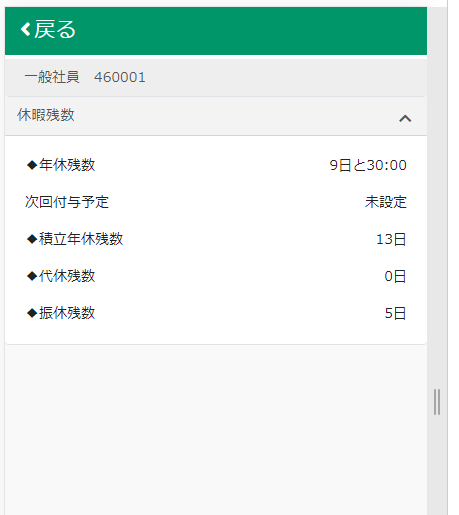 戻る
一般社員　460001
休暇残数
◆年休残数　9日と30:00
次回付与予定　未設定
◆積立年休残数　13日
◆代休残数　0日
◆振休残数　5日